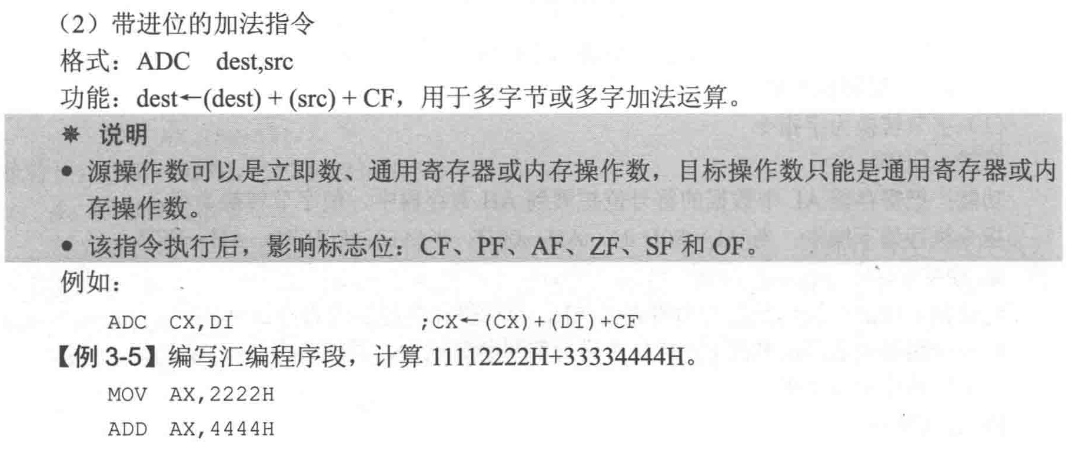 （2）带进位的加法指令
格式：ADC dest,src
功能：dest←(dest) + (src) + CF，用于多字节或多字加法运算。
* 说明
• 源操作数可以是立即数、通用寄存器或内存操作数，目标操作数只能是通用寄存器或内
存操作数。
• 该指令执行后，影响标志位：CF、PF、AF、ZF、SF 和 OF。
例如：
ADC CX,DI ;CX←(CX)+(DI)+CF
【例 3-5】编写汇编程序段，计算 11112222H+33334444H。
MOV AX,2222H
ADD AX,4444H